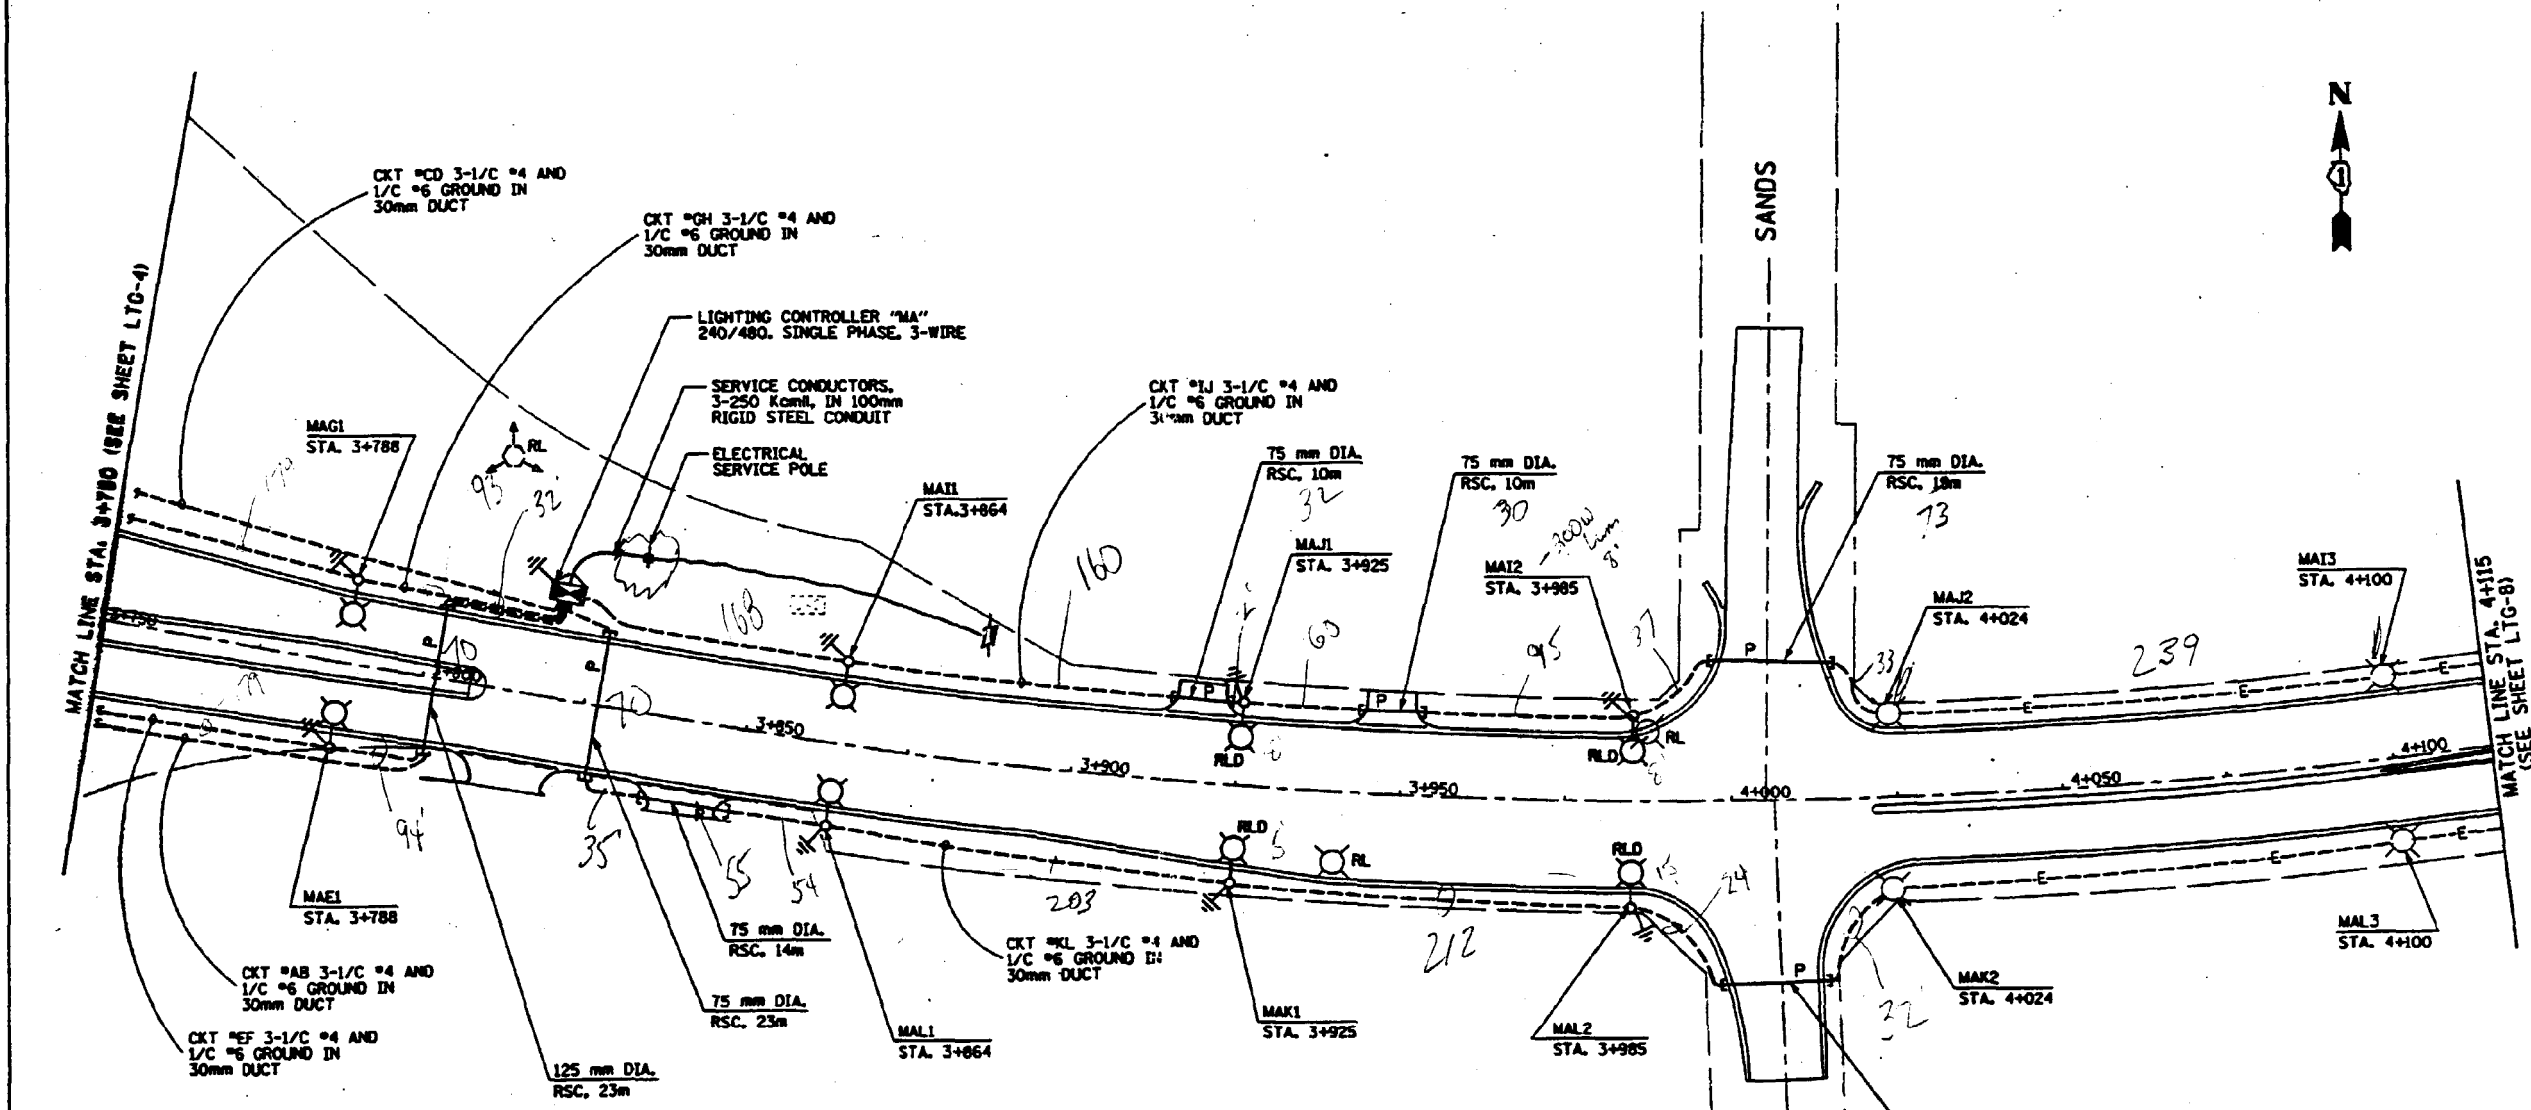 N
1
SANDS
MATCH LINE STA. 3+780 (SEE SHEET LTG-4)
CKT #CD 3-1/C #4 AND
1/C #6 GROUND IN
30mm DUCT
CKT #GH 3-1/C #4 AND
1/C #6 GROUND IN
30mm DUCT
LIGHTING CONTROLLER "MA"
240/480, SINGLE PHASE, 3-WIRE
SERVICE CONDUCTORS,
3-250 Kcmil, IN 100mm
RIGID STEEL CONDUIT
ELECTRICAL
SERVICE POLE
MAG1
STA. 3+788
RL
93'
32'
MAI1
STA.3+864
CKT #IJ 3-1/C #4 AND
1/C #6 GROUND IN
DUCT
75 mm DIA.
RSC, 10m
32
75 mm DIA.
RSC, 10m
30
75 mm DIA.
RSC, 18m
73
MAJ1
STA. 3+925
MAI2
STA. 3+985
8'
MAJ2
STA. 4+024
MAI3
STA. 4+100
MATCH LINE STA. 4+115
(SEE SHEET LTG-8)
168
160
60
95
37
33
239
P
P
P
P
P
70
70
RLD
8
RLD
8'
RL
E
E
E
3+850
3+900
3+950
4+000
4+050
4+100
94'
35
P
55
54
203
RLD
5'
RL
212
RLD
24
P
32'
E
E
E
MAE1
STA. 3+788
CKT #AB 3-1/C #4 AND
1/C #6 GROUND IN
30mm DUCT
CKT #EF 3-1/C #4 AND
1/C #6 GROUND IN
30mm DUCT
125 mm DIA.
RSC, 23m
75 mm DIA.
RSC, 14m
75 mm DIA.
RSC, 23m
MAL1
STA. 3+864
CKT #KL 3-1/C #4 AND
1/C #6 GROUND IN
30mm DUCT
MAK1
STA. 3+925
MAL2
STA. 3+985
MAK2
STA. 4+024
MAL3
STA. 4+100